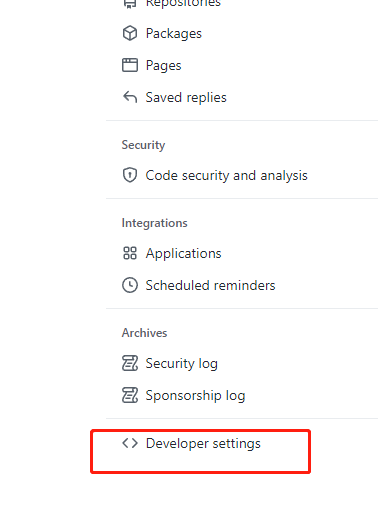 Repositories
Packages
Pages
Saved replies
Security
Code security and analysis
Integrations
Applications
Scheduled reminders
Archives
Security log
Sponsorship log
Developer settings